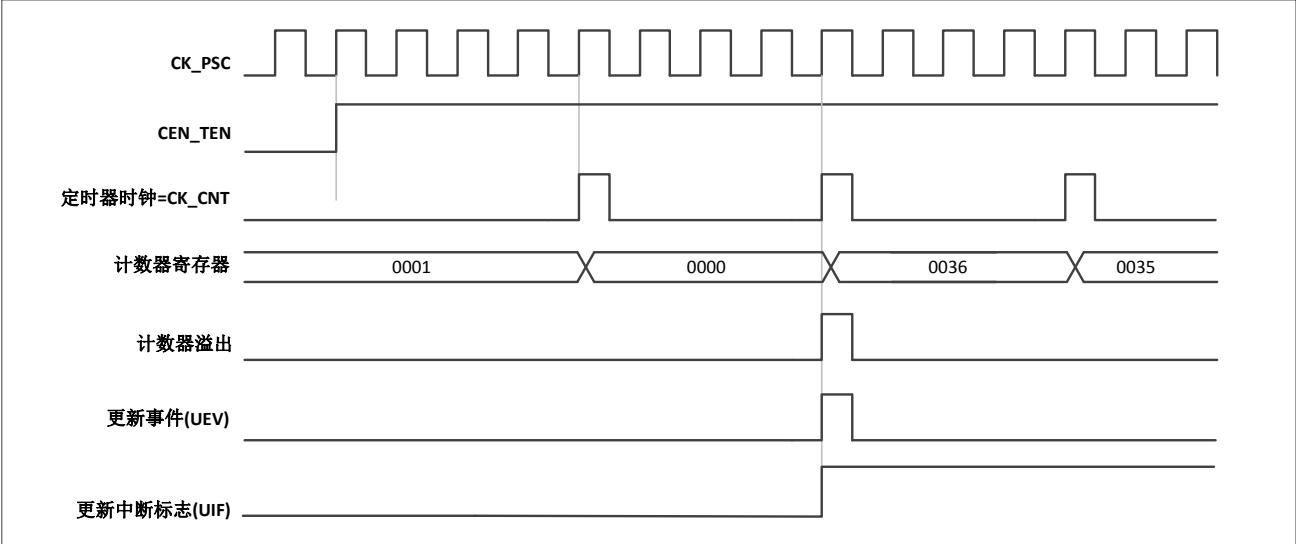 CK_PSC
CEN_TEN
定时器时钟=CK_CNT
计数器寄存器 0001 0000 0036 0035
计数器溢出
更新事件(UEV)
更新中断标志(UIF)